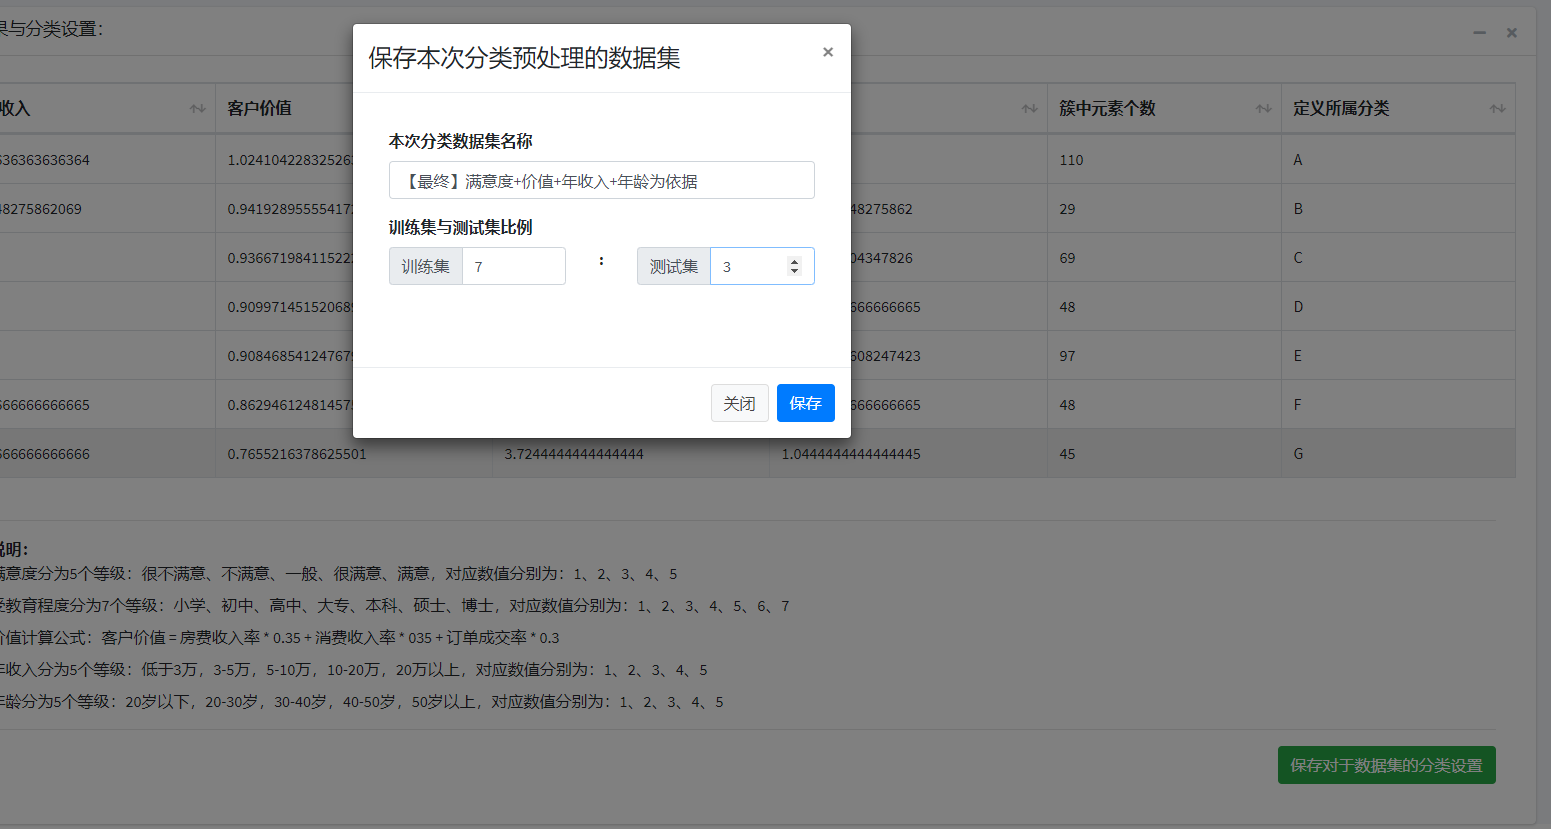 果与分类设置：
保存本次分类预处理的数据集
×
收入 客户价值 簇中元素个数 定义所属分类
本次分类数据集名称
636363636364 1.02410422832526 110 A
【最终】满意度+价值+年收入+年龄为依据
48275862069 0.94192895555417 48275862 29 B
训练集与测试集比例
训练集 7 : 测试集 3
0.93667198411522 04347826 69 C
0.90997145152068 666666665 48 D
0.90846854124767 608247423 97 E
666666666665 0.86294612481457 666666665 48 F
关闭 保存
666666666666 0.7655216378625501 3.7244444444444444 1.0444444444444445 45 G
说明：
满意度分为5个等级：很不满意、不满意、一般、很满意、满意，对应数值分别为：1、2、3、4、5
受教育程度分为7个等级：小学、初中、高中、大专、本科、硕士、博士，对应数值分别为：1、2、3、4、5、6、7
价值计算公式：客户价值 = 房费收入率 * 0.35 + 消费收入率 * 035 + 订单成交率 * 0.3
年收入分为5个等级：低于3万，3-5万，5-10万，10-20万，20万以上，对应数值分别为：1、2、3、4、5
年龄分为5个等级：20岁以下，20-30岁，30-40岁，40-50岁，50岁以上，对应数值分别为：1、2、3、4、5
保存对于数据集的分类设置